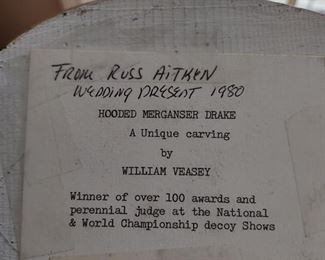 FROM RUSS AITKEN
WEDDING PRESENT 1980
HOODED MERGANSER DRAKE
A Unique carving
by
WILLIAM VEASEY
Winner of over 100 awards and
perennial judge at the National
& World Championship decoy Shows